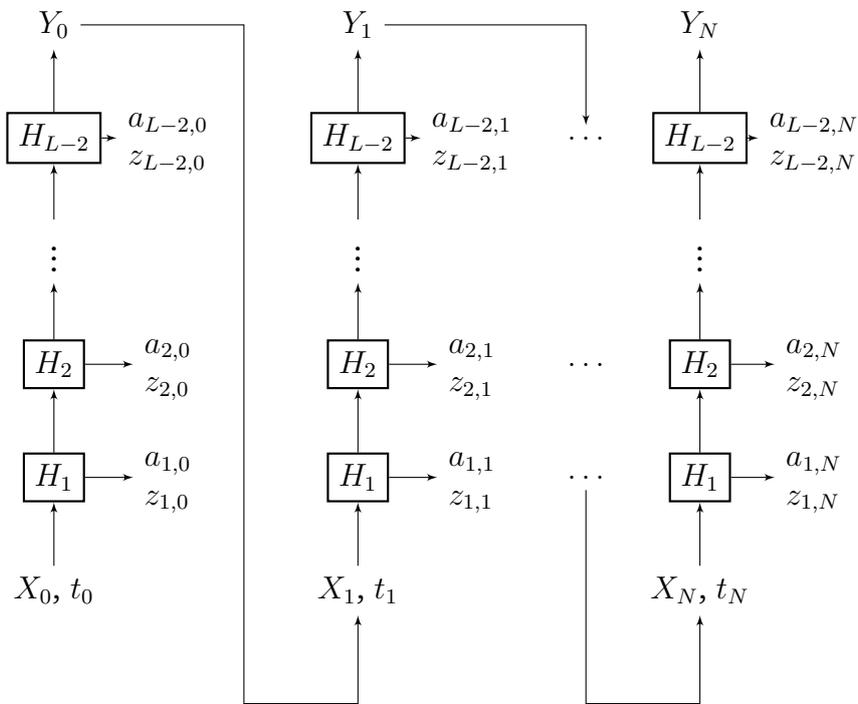 Y_0 Y_1 Y_N
H_{L−2} a_{L−2,0} H_{L−2} a_{L−2,1} ··· H_{L−2} a_{L−2,N}
z_{L−2,0} z_{L−2,1} z_{L−2,N}
⋮ ⋮ ⋮
H_2 a_{2,0} H_2 a_{2,1} ··· H_2 a_{2,N}
z_{2,0} z_{2,1} z_{2,N}
H_1 a_{1,0} H_1 a_{1,1} ··· H_1 a_{1,N}
z_{1,0} z_{1,1} z_{1,N}
X_0, t_0 X_1, t_1 X_N, t_N